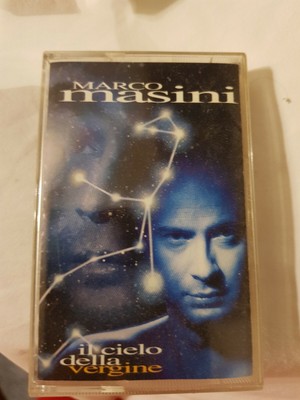 MARCO
masini
il cielo
della
vergine